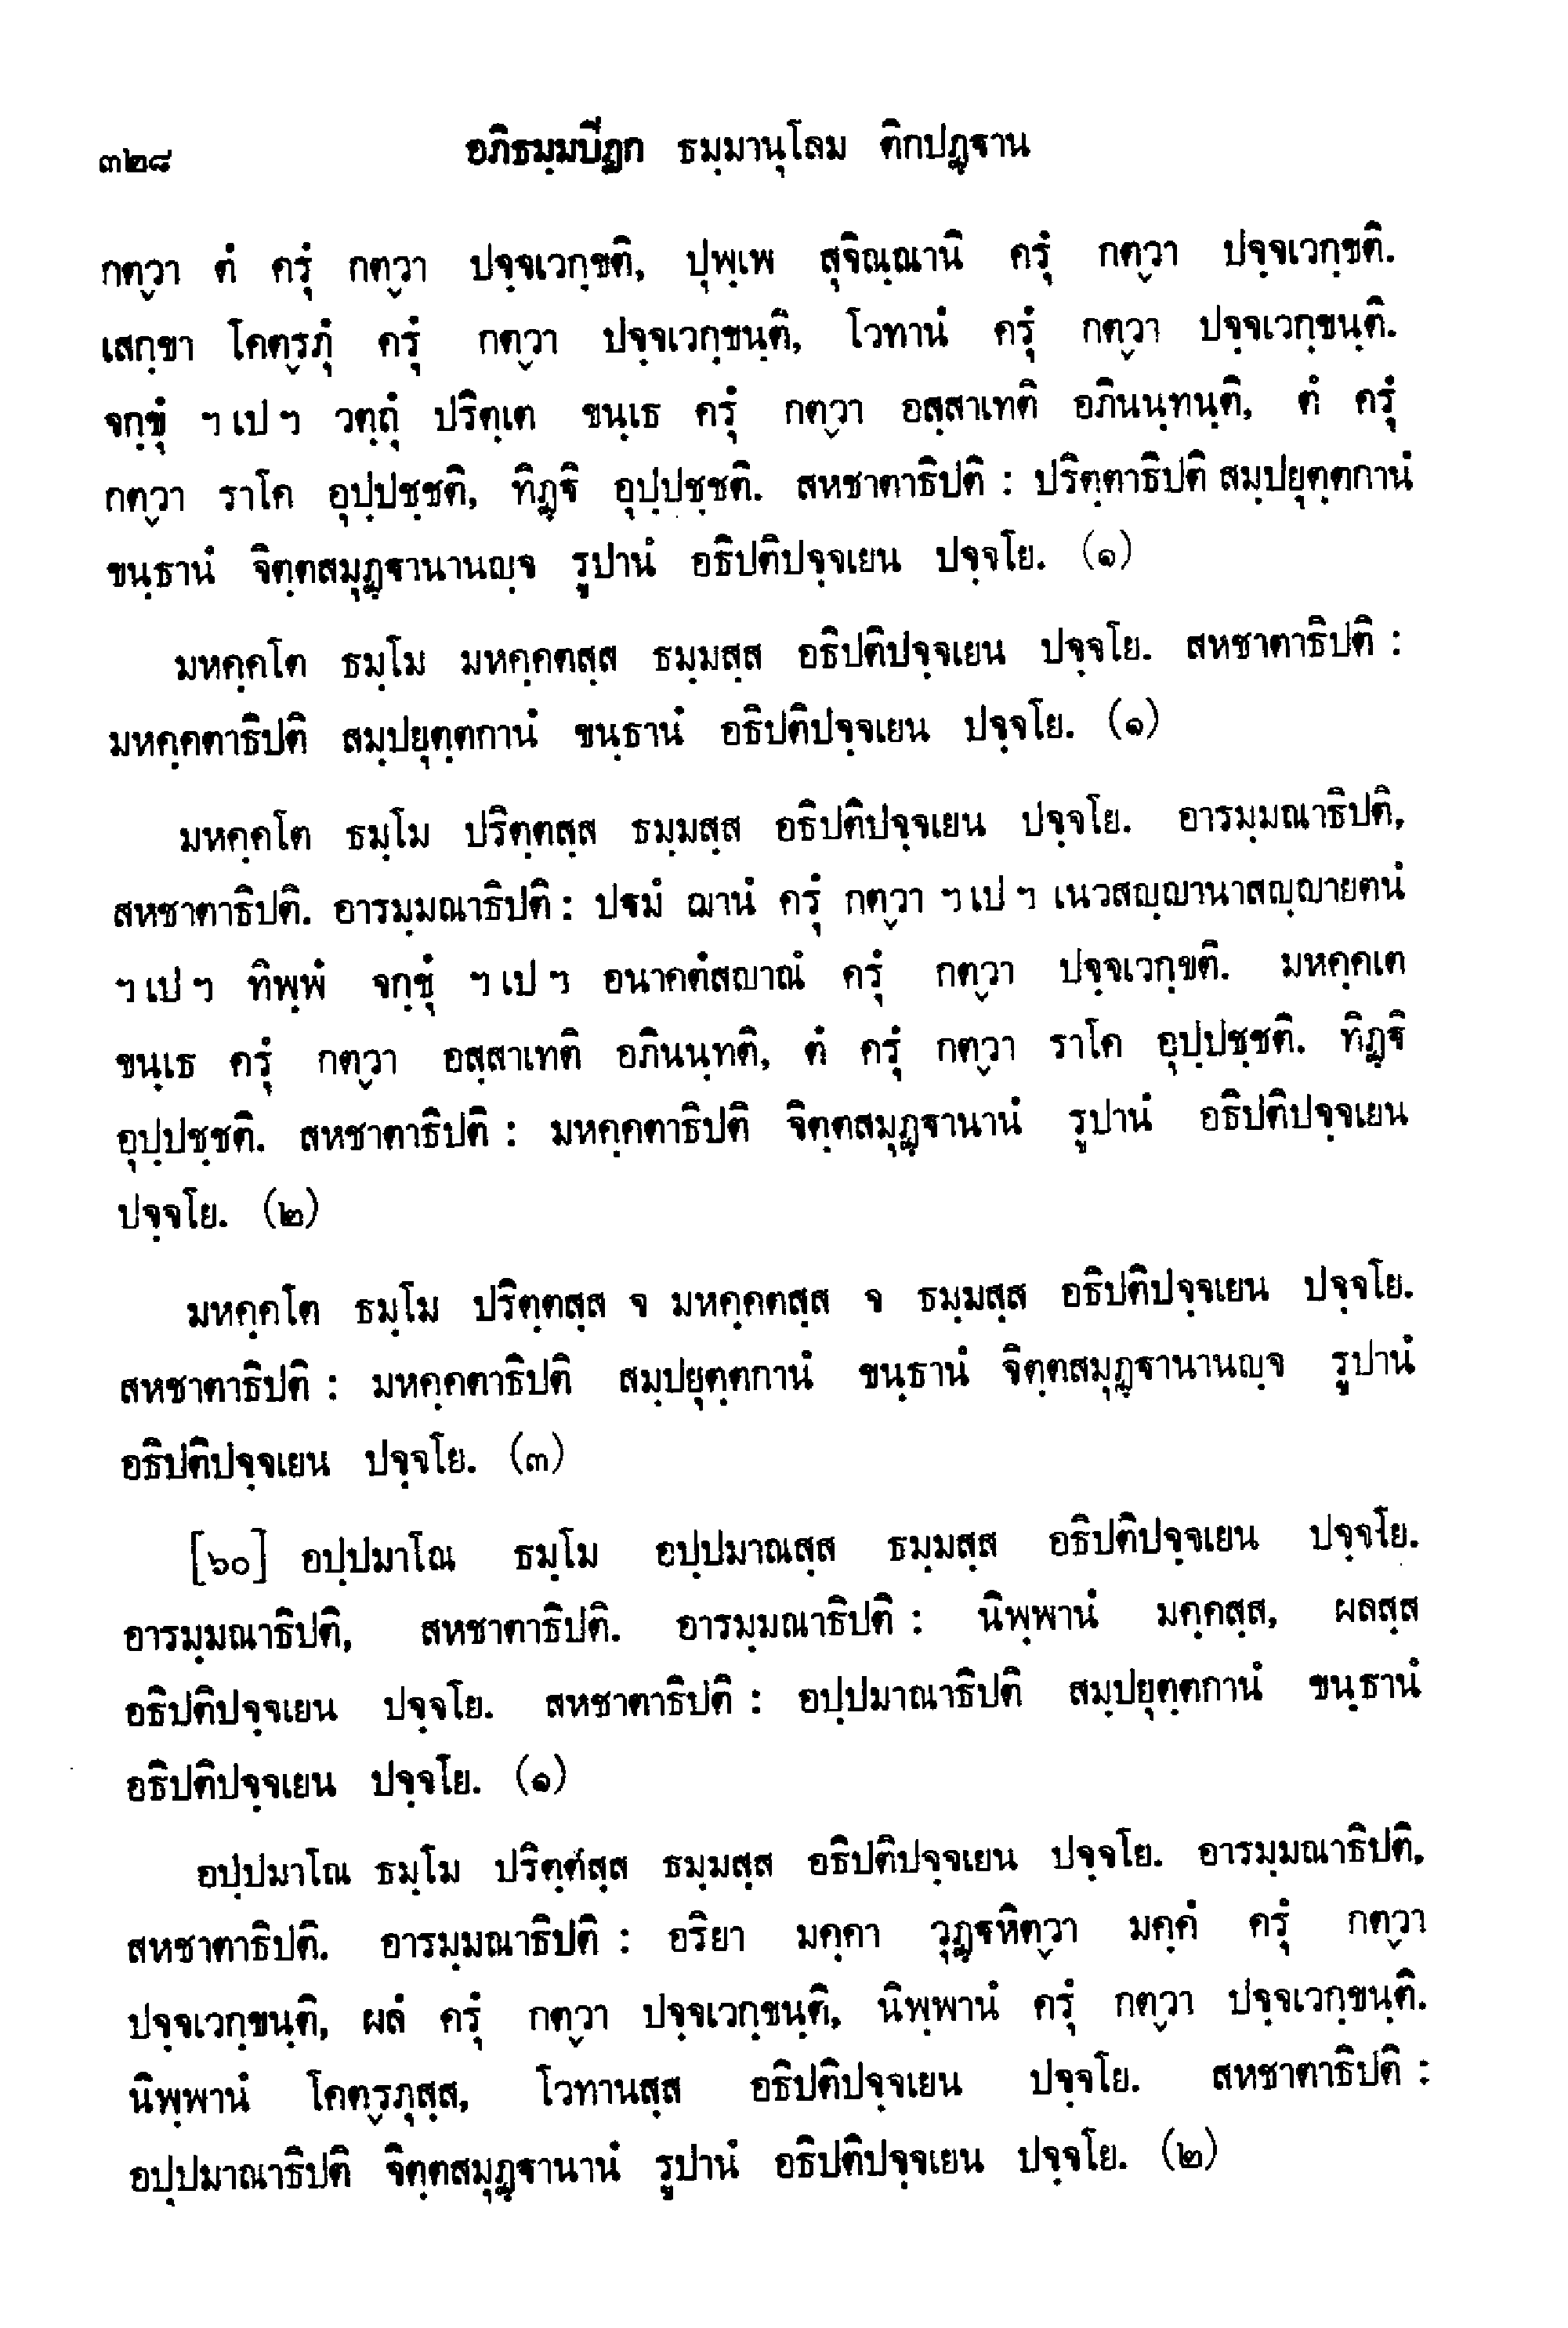 ๓๒๘ อภิธมฺมปีฏก ธมฺมานุโลม ติกปฏฺฐาน
กตฺวา ตํ ครุํ กตฺวา ปจฺจเวกฺขติ, ปุพฺเพ สุจิณฺณานิ ครุํ กตฺวา ปจฺจเวกฺขติ.
เสกฺขา โคตฺรภุํ ครุํ กตฺวา ปจฺจเวกฺขนฺติ, โวทานํ ครุํ กตฺวา ปจฺจเวกฺขนฺติ.
จกฺขุํ ฯเปฯ วตฺถุํ ปริตฺเต ขนฺเธ ครุํ กตฺวา อสฺสาเทติ อภินนฺทนฺติ, ตํ ครุํ
กตฺวา ราโค อุปฺปชฺชติ, ทิฏฺฐิ อุปฺปชฺชติ. สหชาตาธิปติ : ปริตฺตาธิปติ สมฺปยุตฺตกานํ
ขนฺธานํ จิตฺตสมุฏฺฐานานญฺจ รูปานํ อธิปติปจฺจเยน ปจฺจโย. (๑)
มหคฺคโต ธมฺโม มหคฺคตสฺส ธมฺมสฺส อธิปติปจฺจเยน ปจฺจโย. สหชาตาธิปติ :
มหคฺคตาธิปติ สมฺปยุตฺตกานํ ขนฺธานํ อธิปติปจฺจเยน ปจฺจโย. (๑)
มหคฺคโต ธมฺโม ปริตฺตสฺส ธมฺมสฺส อธิปติปจฺจเยน ปจฺจโย. อารมฺมณาธิปติ,
สหชาตาธิปติ. อารมฺมณาธิปติ : ปฐมํ ฌานํ ครุํ กตฺวา ฯเปฯ เนวสญฺญานาสญฺญายตนํ
ฯเปฯ ทิพฺพํ จกฺขุํ ฯเปฯ อนาคตํสญาณํ ครุํ กตฺวา ปจฺจเวกฺขติ. มหคฺคเต
ขนฺเธ ครุํ กตฺวา อสฺสาเทติ อภินนฺทติ, ตํ ครุํ กตฺวา ราโค อุปฺปชฺชติ. ทิฏฺฐิ
อุปฺปชฺชติ. สหชาตาธิปติ : มหคฺคตาธิปติ จิตฺตสมุฏฺฐานานํ รูปานํ อธิปติปจฺจเยน
ปจฺจโย. (๒)
มหคฺคโต ธมฺโม ปริตฺตสฺส จ มหคฺคตสฺส จ ธมฺมสฺส อธิปติปจฺจเยน ปจฺจโย.
สหชาตาธิปติ : มหคฺคตาธิปติ สมฺปยุตฺตกานํ ขนฺธานํ จิตฺตสมุฏฺฐานานญฺจ รูปานํ
อธิปติปจฺจเยน ปจฺจโย. (๓)
[๖๐] อปฺปมาโณ ธมฺโม อปฺปมาณสฺส ธมฺมสฺส อธิปติปจฺจเยน ปจฺจโย.
อารมฺมณาธิปติ, สหชาตาธิปติ. อารมฺมณาธิปติ : นิพฺพานํ มคฺคสฺส, ผลสฺส
อธิปติปจฺจเยน ปจฺจโย. สหชาตาธิปติ : อปฺปมาณาธิปติ สมฺปยุตฺตกานํ ขนฺธานํ
อธิปติปจฺจเยน ปจฺจโย. (๑)
อปฺปมาโณ ธมฺโม ปริตฺตสฺส ธมฺมสฺส อธิปติปจฺจเยน ปจฺจโย. อารมฺมณาธิปติ,
สหชาตาธิปติ. อารมฺมณาธิปติ : อริยา มคฺคา วุฏฺฐหิตฺวา มคฺคํ ครุํ กตฺวา
ปจฺจเวกฺขนฺติ, ผลํ ครุํ กตฺวา ปจฺจเวกฺขนฺติ, นิพฺพานํ ครุํ กตฺวา ปจฺจเวกฺขนฺติ.
นิพฺพานํ โคตฺรภุสฺส, โวทานสฺส อธิปติปจฺจเยน ปจฺจโย. สหชาตาธิปติ :
อปฺปมาณาธิปติ จิตฺตสมุฏฺฐานานํ รูปานํ อธิปติปจฺจเยน ปจฺจโย. (๒)